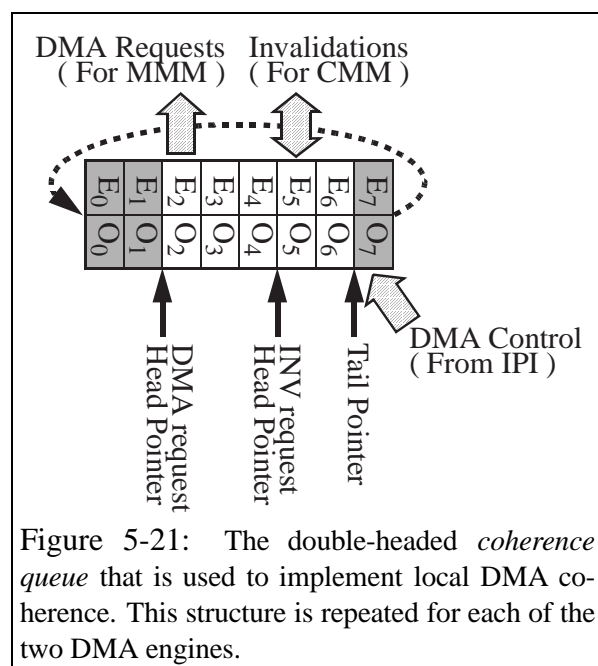 DMA Requests
( For MMM )
Invalidations
( For CMM )
E0 E1 E2 E3 E4 E5 E6 E7
O0 O1 O2 O3 O4 O5 O6 O7
DMA request
Head Pointer
INV request
Head Pointer
Tail Pointer
DMA Control
( From IPI )
Figure 5-21: The double-headed coherence
queue that is used to implement local DMA co-
herence. This structure is repeated for each of the
two DMA engines.